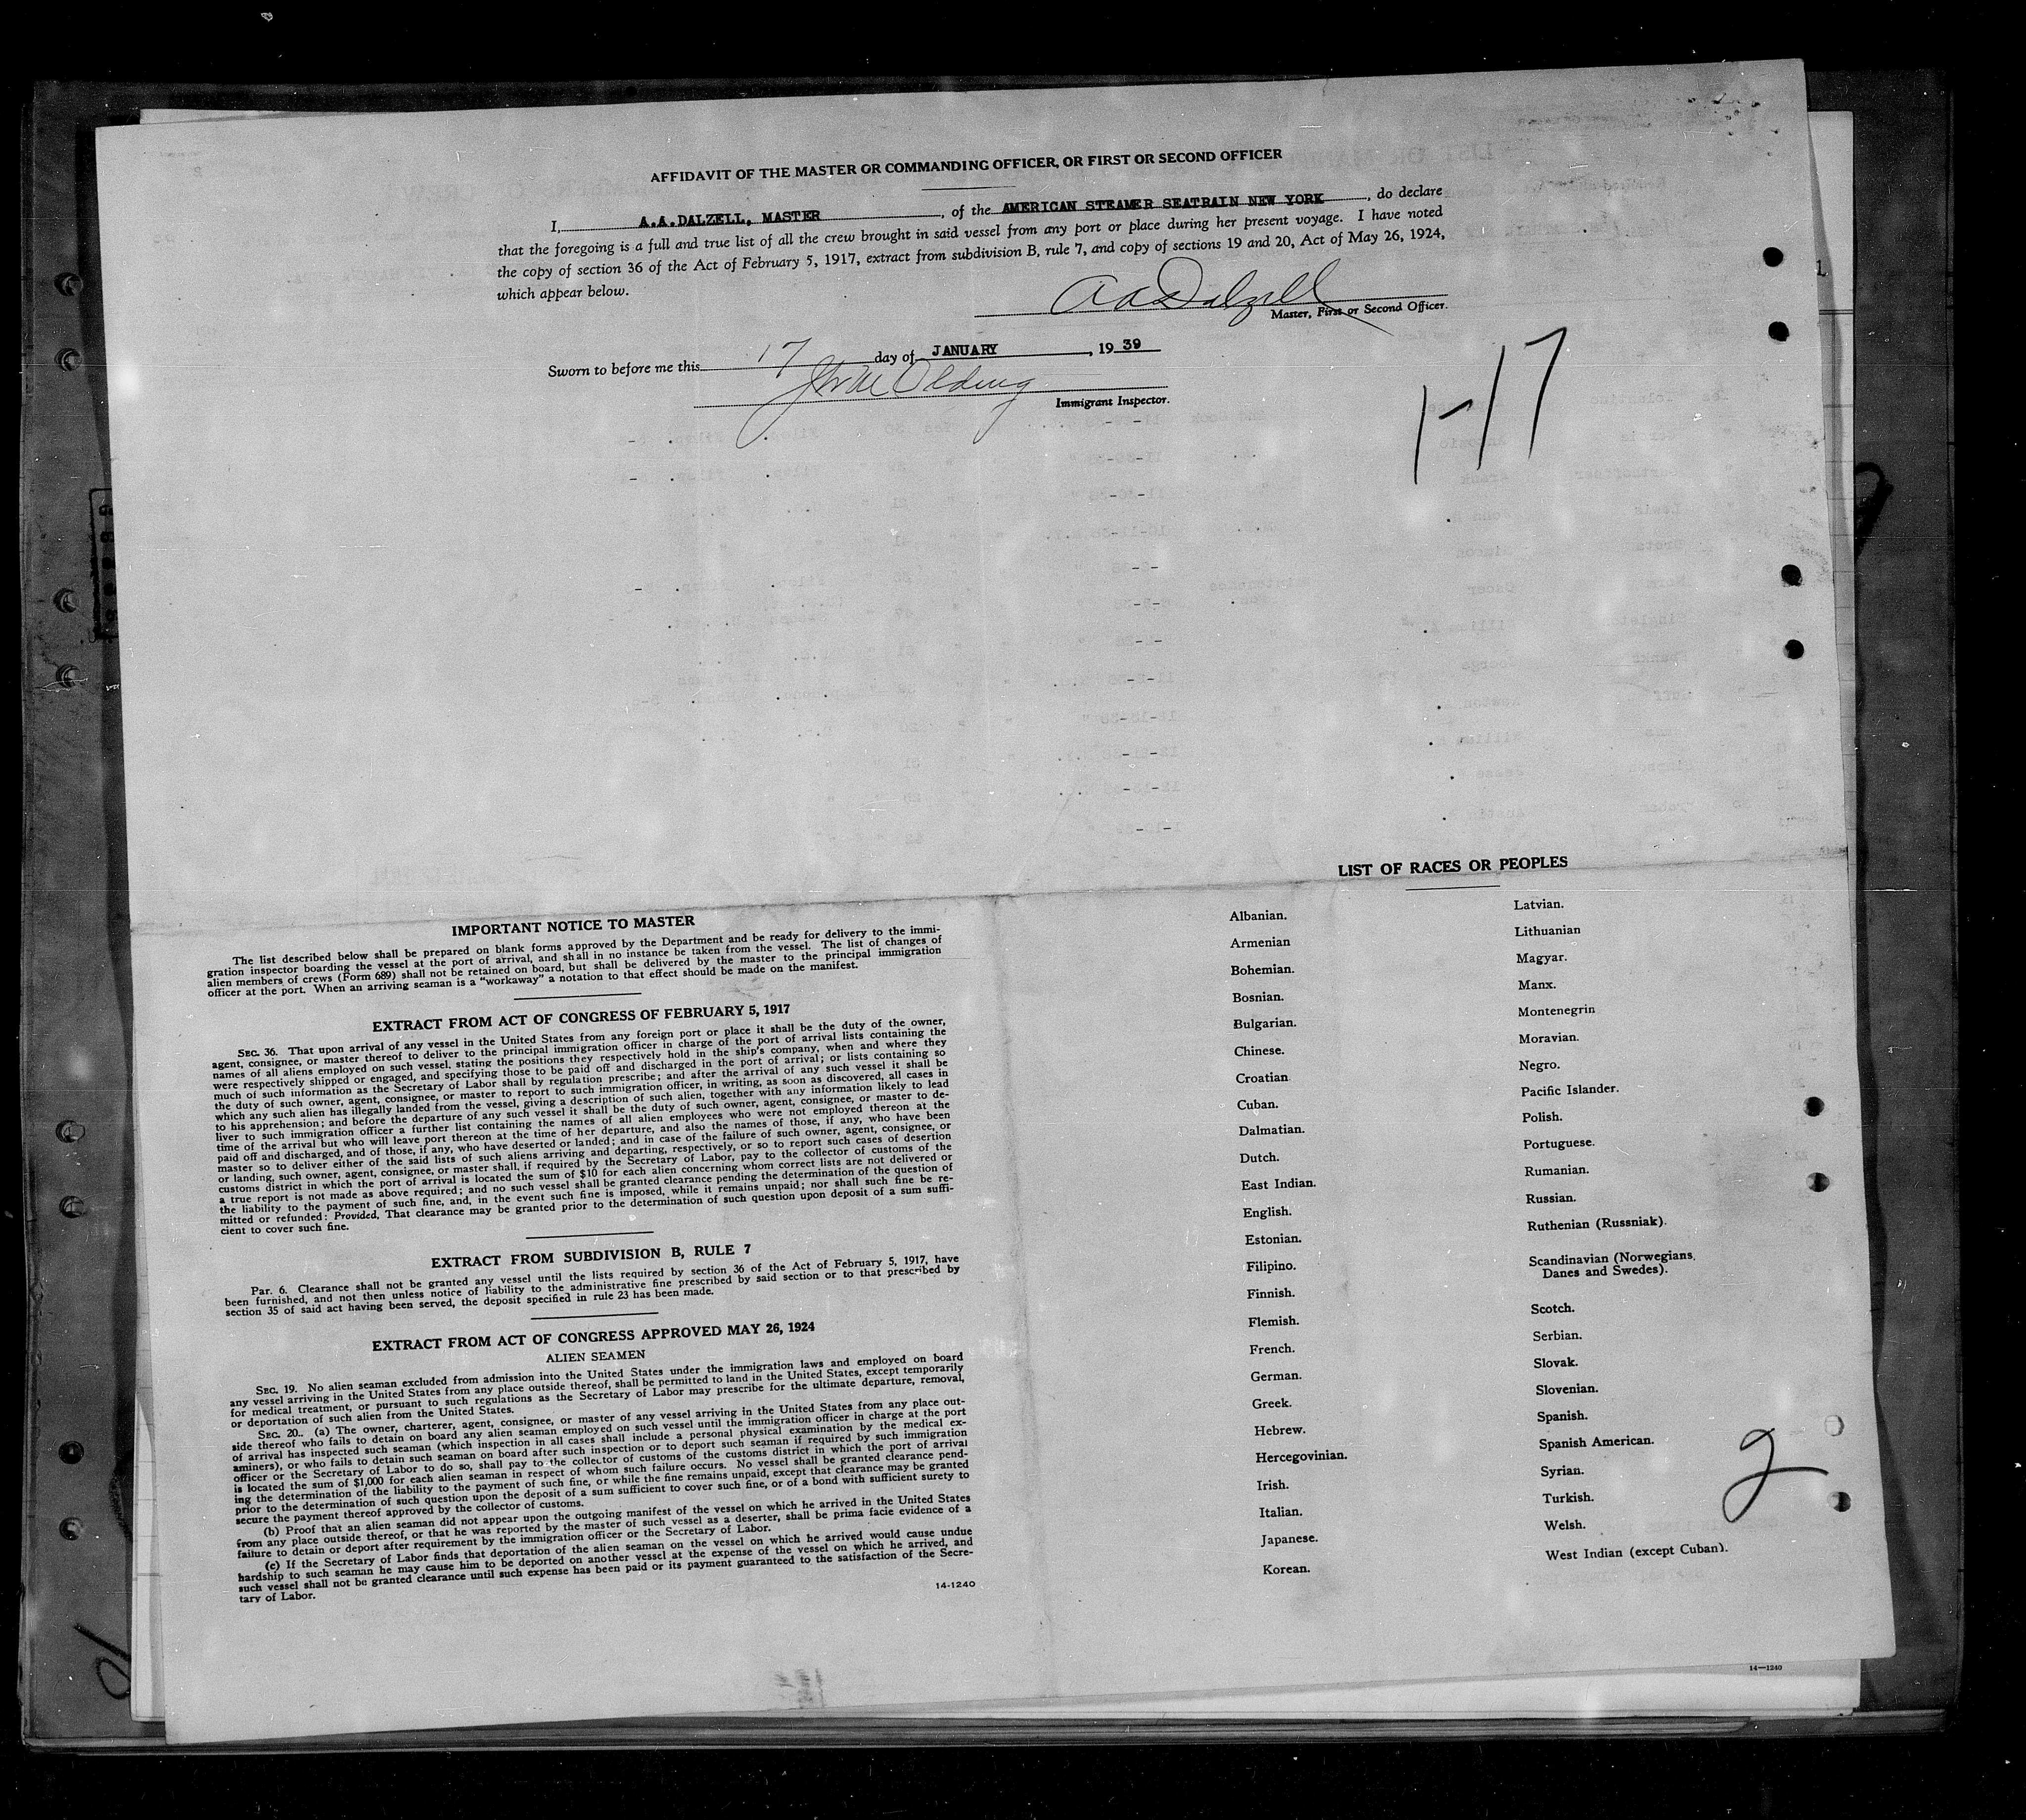 AFFIDAVIT OF THE MASTER OR COMMANDING OFFICER, OR FIRST OR SECOND OFFICER
I, A.A.DALZELL, MASTER, of the AMERICAN STEAMER SEATRAIN NEW YORK, do declare
that the foregoing is a full and true list of all the crew brought in said vessel from any port or place during her present voyage. I have noted
the copy of section 36 of the Act of February 5, 1917, extract from subdivision B, rule 7, and copy of sections 19 and 20, Act of May 26, 1924,
which appear below.
A A Dalzell
Master, First or Second Officer.
Sworn to before me this 17 day of JANUARY, 19 39
Immigrant Inspector.
1-17
IMPORTANT NOTICE TO MASTER
The list described below shall be prepared on blank forms approved by the Department and be ready for delivery to the immi-
gration inspector boarding the vessel at the port of arrival, and shall in no instance be taken from the vessel. The list of changes of
alien members of crews (Form 689) shall not be retained on board, but shall be delivered by the master to the principal immigration
officer at the port. When an arriving seaman is a "workaway" a notation to that effect should be made on the manifest.
EXTRACT FROM ACT OF CONGRESS OF FEBRUARY 5, 1917
SEC. 36. That upon arrival of any vessel in the United States from any foreign port or place it shall be the duty of the owner,
agent, consignee, or master thereof to deliver to the principal immigration officer in charge of the port of arrival lists containing the
names of all aliens employed on such vessel, stating the positions they respectively hold in the ship's company, when and where they
were respectively shipped or engaged, and specifying those to be paid off and discharged in the port of arrival; or lists containing so
much of such information as the Secretary of Labor shall by regulation prescribe; and after the arrival of any such vessel it shall be
the duty of such owner, agent, consignee, or master to report to such immigration officer, in writing, as soon as discovered, all cases in
which any such alien has illegally landed from the vessel, giving a description of such alien, together with any information likely to lead
to his apprehension; and before the departure of any such vessel it shall be the duty of such owner, agent, consignee, or master to de-
liver to such immigration officer a further list containing the names of all alien employees who were not employed thereon at the
time of the arrival but who will leave port thereon at the time of her departure, and also the names of those, if any, who have been
paid off and discharged, and of those, if any, who have deserted or landed; and in case of the failure of such owner, agent, consignee, or
master so to deliver either of the said lists of such aliens arriving and departing, respectively, or so to report such cases of desertion
or landing, such owner, agent, consignee, or master shall, if required by the Secretary of Labor, pay to the collector of customs of the
customs district in which the port of arrival is located the sum of $10 for each alien concerning whom correct lists are not delivered or
a true report is not made as above required; and no such vessel shall be granted clearance pending the determination of the question of
the liability to the payment of such fine, and, in the event such fine is imposed, while it remains unpaid; nor shall such fine be re-
mitted or refunded: Provided, That clearance may be granted prior to the determination of such question upon deposit of a sum suffi-
cient to cover such fine.
EXTRACT FROM SUBDIVISION B, RULE 7
Par. 6. Clearance shall not be granted any vessel until the lists required by section 36 of the Act of February 5, 1917, have
been furnished, and not then unless notice of liability to the administrative fine prescribed by said section or to that prescribed by
section 35 of said act having been served, the deposit specified in rule 23 has been made.
EXTRACT FROM ACT OF CONGRESS APPROVED MAY 26, 1924
ALIEN SEAMEN
SEC. 19. No alien seaman excluded from admission into the United States under the immigration laws and employed on board
any vessel arriving in the United States from any place outside thereof, shall be permitted to land in the United States, except temporarily
for medical treatment, or pursuant to such regulations as the Secretary of Labor may prescribe for the ultimate departure, removal,
or deportation of such alien from the United States.
SEC. 20.. (a) The owner, charterer, agent, consignee, or master of any vessel arriving in the United States from any place out-
side thereof who fails to detain on board any alien seaman employed on such vessel until the immigration officer in charge at the port
of arrival has inspected such seaman (which inspection in all cases shall include a personal physical examination by the medical ex-
aminers), or who fails to detain such seaman on board after such inspection or to deport such seaman if required by such immigration
officer or the Secretary of Labor to do so, shall pay to the collector of customs of the customs district in which the port of arrival
is located the sum of $1,000 for each alien seaman in respect of whom such failure occurs. No vessel shall be granted clearance pend-
ing the determination of the liability to the payment of such fine, or while the fine remains unpaid, except that clearance may be granted
prior to the determination of such question upon the deposit of a sum sufficient to cover such fine, or of a bond with sufficient surety to
secure the payment thereof approved by the collector of customs.
(b) Proof that an alien seaman did not appear upon the outgoing manifest of the vessel on which he arrived in the United States
from any place outside thereof, or that he was reported by the master of such vessel as a deserter, shall be prima facie evidence of a
failure to detain or deport after requirement by the immigration officer or the Secretary of Labor.
(c) If the Secretary of Labor finds that deportation of the alien seaman on the vessel on which he arrived would cause undue
hardship to such seaman he may cause him to be deported on another vessel at the expense of the vessel on which he arrived, and
such vessel shall not be granted clearance until such expense has been paid or its payment guaranteed to the satisfaction of the Secre-
tary of Labor.
14-1240
LIST OF RACES OR PEOPLES
Albanian.
Armenian
Bohemian.
Bosnian.
Bulgarian.
Chinese.
Croatian
Cuban.
Dalmatian.
Dutch.
East Indian.
English.
Estonian.
Filipino.
Finnish.
Flemish.
French.
German.
Greek.
Hebrew.
Hercegovinian.
Irish.
Italian.
Japanese.
Korean.
Latvian.
Lithuanian
Magyar.
Manx.
Montenegrin
Moravian.
Negro.
Pacific Islander.
Polish.
Portuguese.
Rumanian.
Russian.
Ruthenian (Russniak).
Scandinavian (Norwegians,
Danes and Swedes).
Scotch.
Serbian.
Slovak.
Slovenian.
Spanish.
Spanish American.
Syrian.
Turkish.
Welsh.
West Indian (except Cuban).
2
14—1240